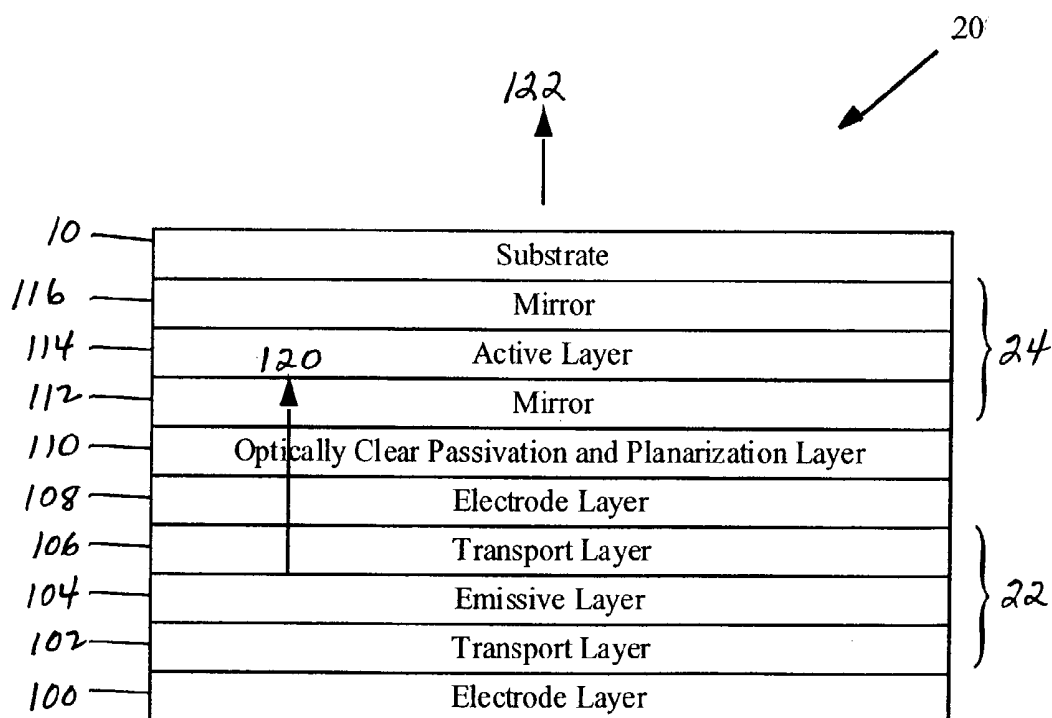 20
122
10 Substrate
116 Mirror
114 Active Layer 24
120
112 Mirror
110 Optically Clear Passivation and Planarization Layer
108 Electrode Layer
106 Transport Layer
104 Emissive Layer 22
102 Transport Layer
100 Electrode Layer